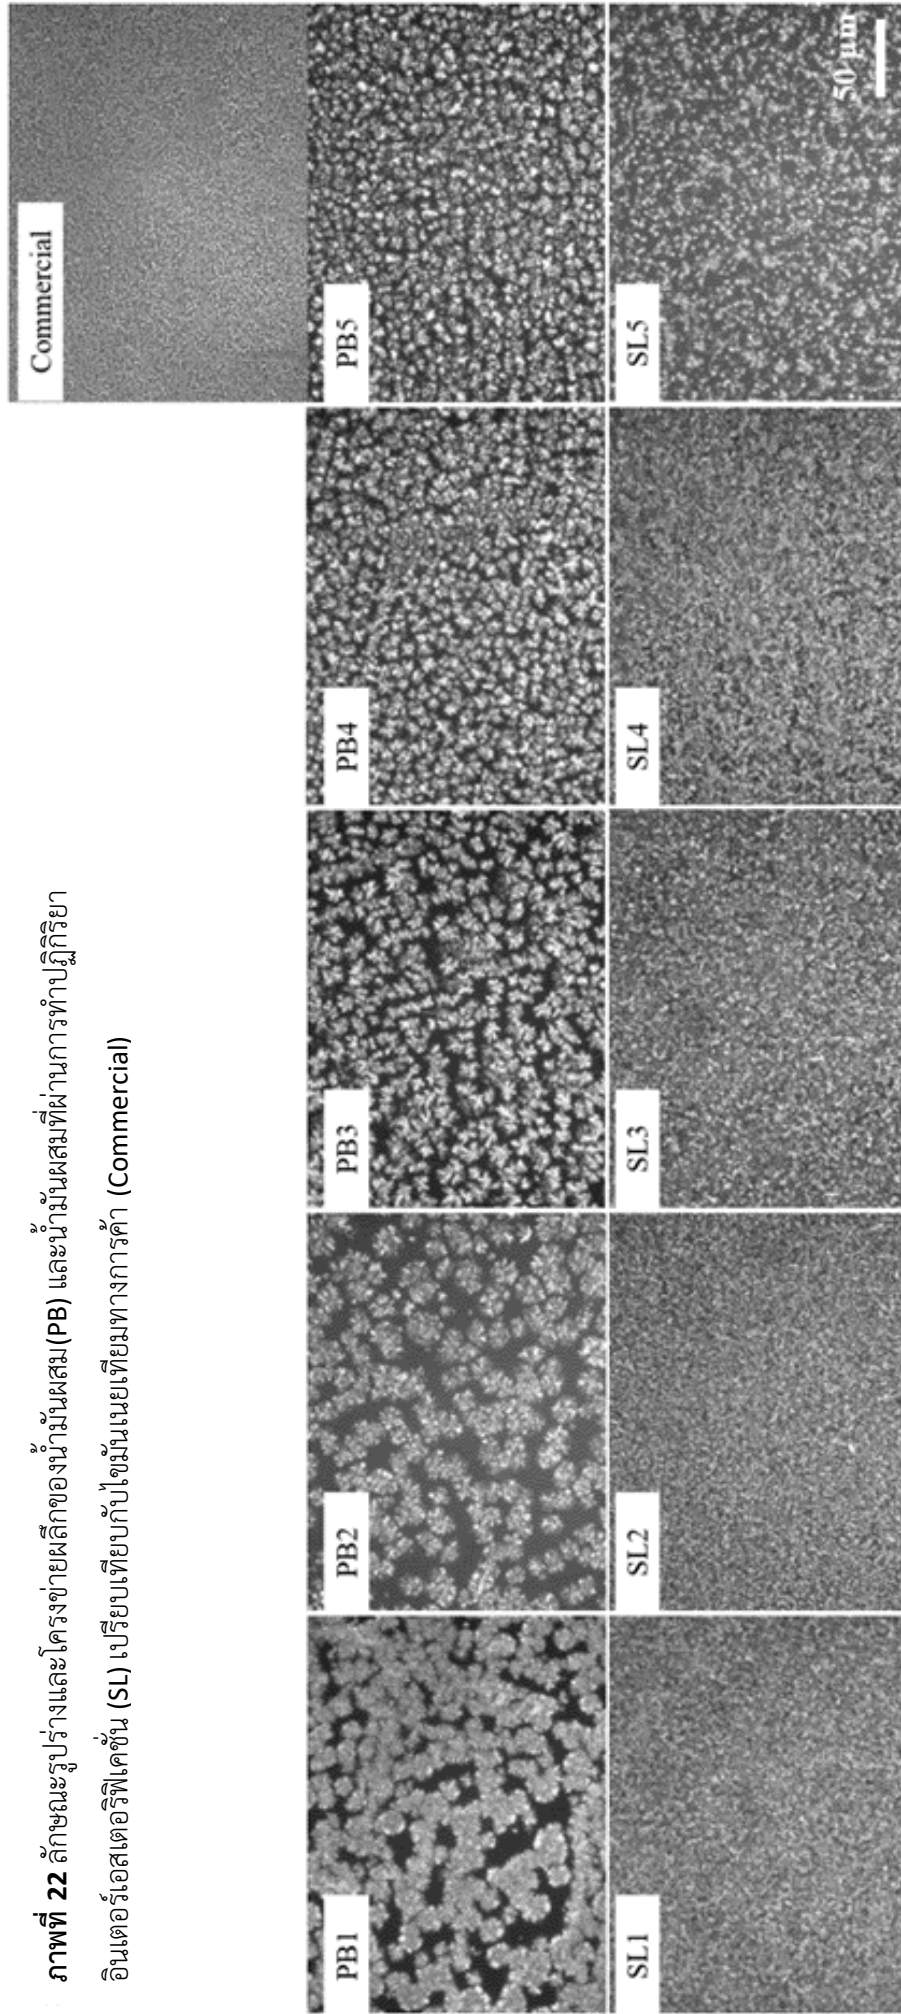 Commercial
PB1
PB2
PB3
PB4
PB5
SL1
SL2
SL3
SL4
SL5
50 µm
ภาพที่ 22 ลักษณะรูปร่างและโครงข่ายผลึกของน้ำมันผสม(PB) และน้ำมันผสมที่ผ่านการทำปฏิกิริยา
อินเตอร์เอสเตอริฟิเคชั่น (SL) เปรียบเทียบกับไขมันเนยเทียมทางการค้า (Commercial)